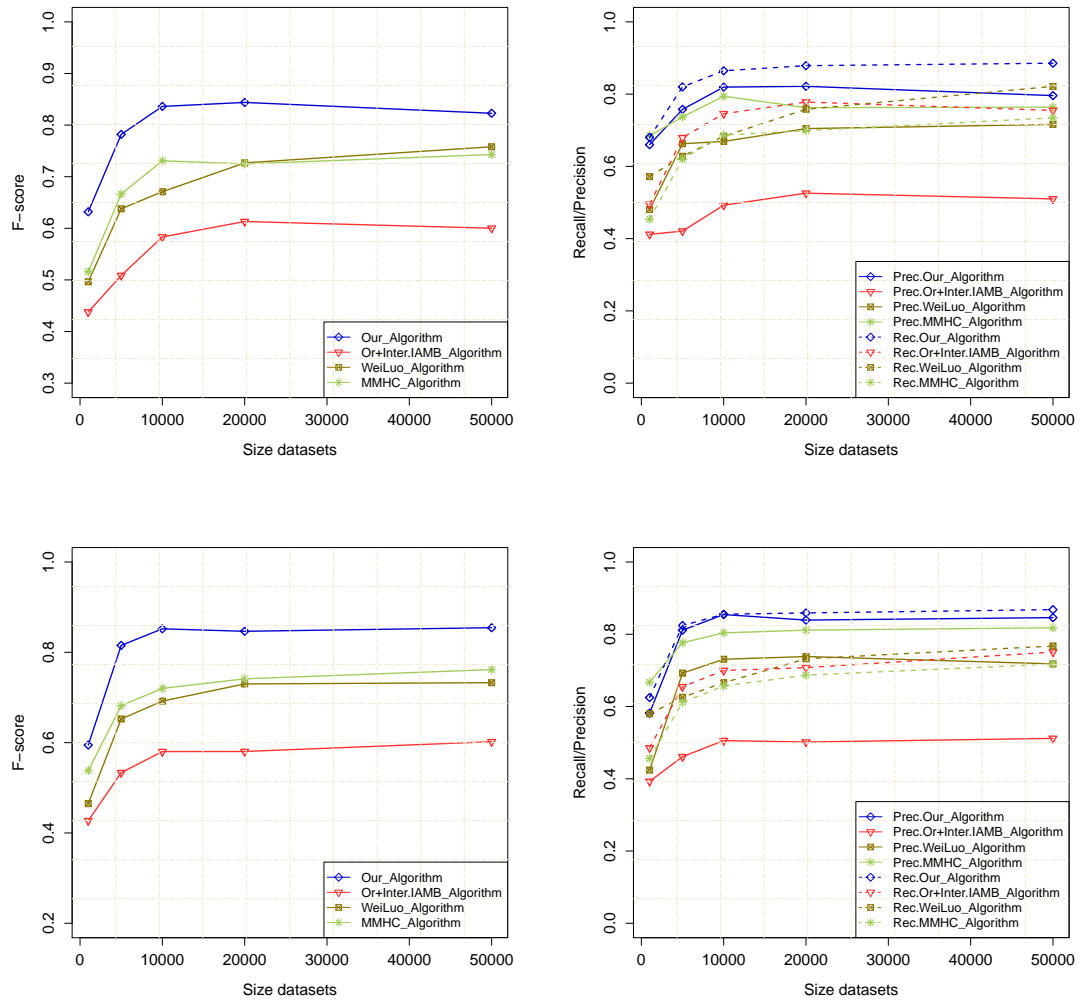 F−score
1.0
0.9
0.8
0.7
0.6
0.5
0.4
0.3
Our_Algorithm
Or+Inter.IAMB_Algorithm
WeiLuo_Algorithm
MMHC_Algorithm
0 10000 20000 30000 40000 50000
Size datasets
Recall/Precision
1.0
0.8
0.6
0.4
0.2
0.0
Prec.Our_Algorithm
Prec.Or+Inter.IAMB_Algorithm
Prec.WeiLuo_Algorithm
Prec.MMHC_Algorithm
Rec.Our_Algorithm
Rec.Or+Inter.IAMB_Algorithm
Rec.WeiLuo_Algorithm
Rec.MMHC_Algorithm
0 10000 20000 30000 40000 50000
Size datasets
F−score
1.0
0.8
0.6
0.4
0.2
Our_Algorithm
Or+Inter.IAMB_Algorithm
WeiLuo_Algorithm
MMHC_Algorithm
0 10000 20000 30000 40000 50000
Size datasets
Recall/Precision
1.0
0.8
0.6
0.4
0.2
0.0
Prec.Our_Algorithm
Prec.Or+Inter.IAMB_Algorithm
Prec.WeiLuo_Algorithm
Prec.MMHC_Algorithm
Rec.Our_Algorithm
Rec.Or+Inter.IAMB_Algorithm
Rec.WeiLuo_Algorithm
Rec.MMHC_Algorithm
0 10000 20000 30000 40000 50000
Size datasets